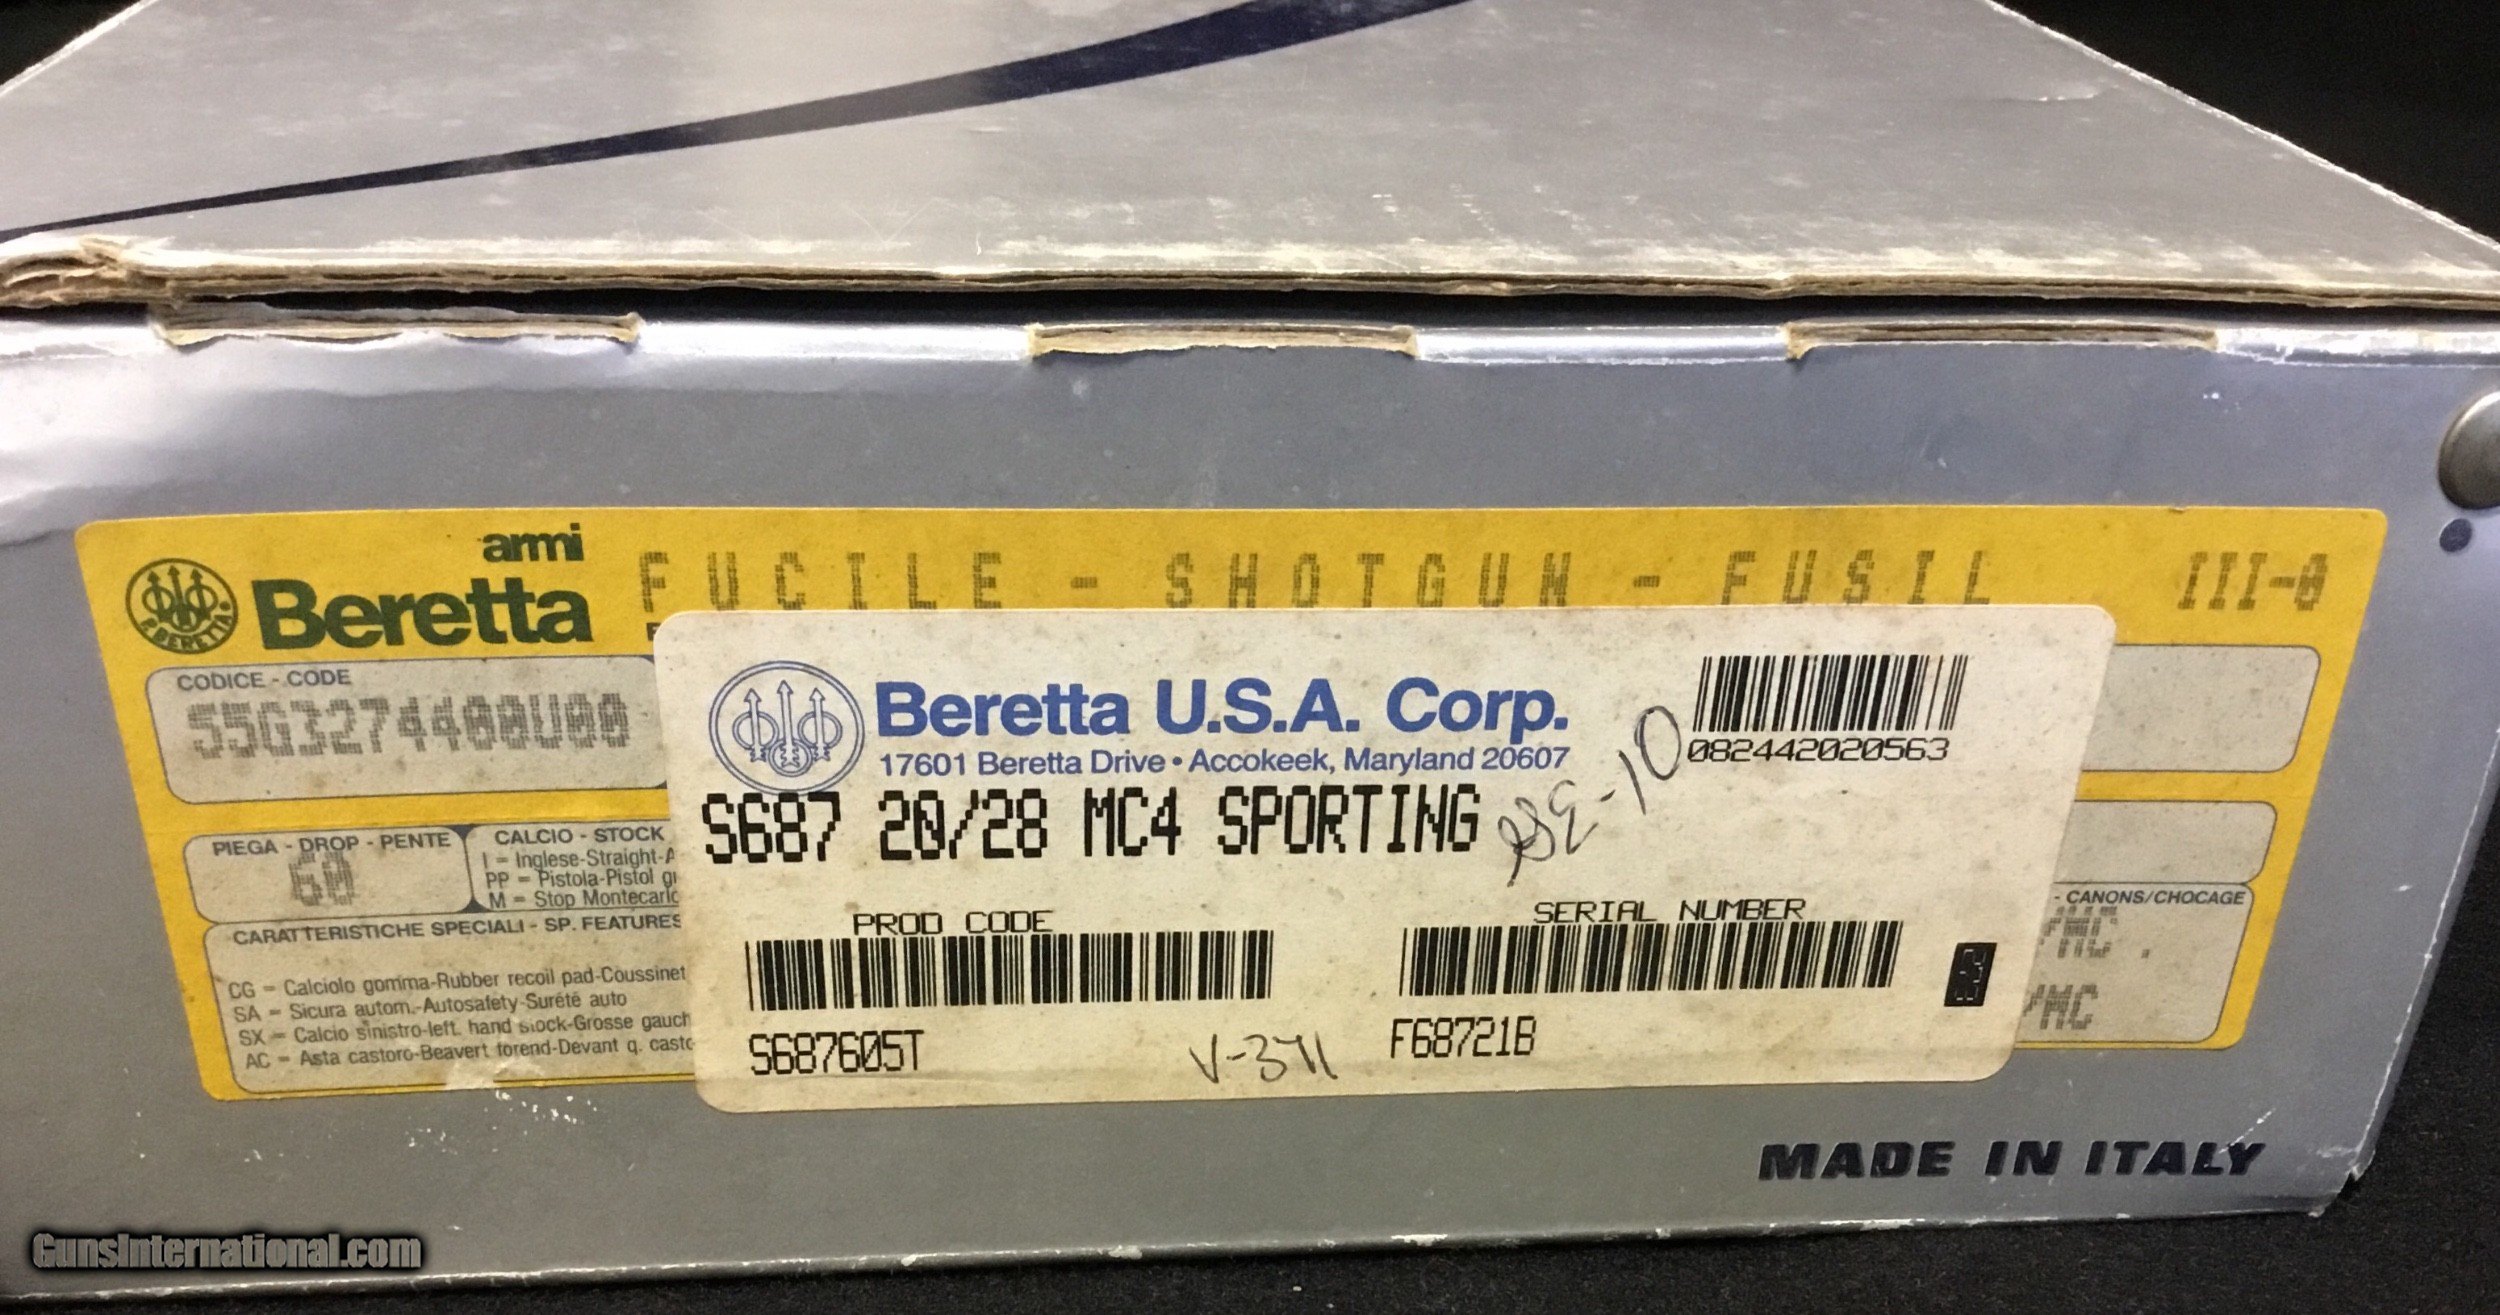 armi
Beretta
P. BERETTA.
FUCILE - SHOTGUN - FUSIL III-0
CODICE - CODE
S5G3274400U00
PIEGA - DROP - PENTE
60
CALCIO - STOCK
I = Inglese-Straight-A
PP = Pistola-Pistol gr
M = Stop Montecarlo
CARATTERISTICHE SPECIALI - SP. FEATURES
CG = Calciolo gomma-Rubber recoil pad-Coussinet
SA = Sicura autom.-Autosafety-Sureté auto
SX = Calcio sinistro-left. hand stock-Grosse gauch
AC = Asta castoro-Beavert forend-Devant q. casto
Beretta U.S.A. Corp.
17601 Beretta Drive • Accokeek, Maryland 20607
082442020563
S687 20/28 MC4 SPORTING
PROD CODE
S687605T
V-371
SERIAL NUMBER
F68721B
- CANONS/CHOCAGE
/MC
MADE IN ITALY
GunsInternational.com